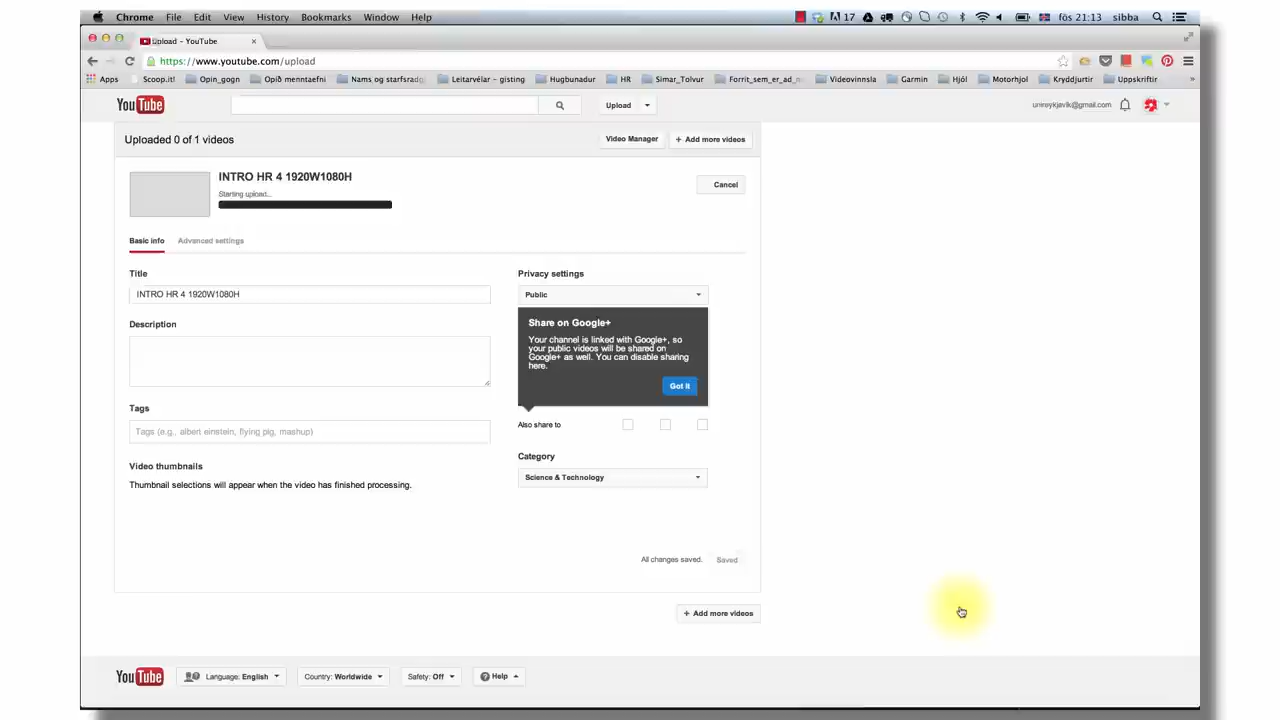 Chrome File Edit View History Bookmarks Window Help 17 fös 21:13 sibba
Upload - YouTube
https://www.youtube.com/upload
Apps Scoop.it! Opin_gogn Opið menntaefni Nams og starfsradg Leitarvélar - gisting Hugbunadur HR Simar_Tolvur Forrit_sem_er_ad_n Videovinnsla Garmin Hjól Motorhjol Kryddjurtir Uppskriftir »
YouTube Upload unireykjavik@gmail.com
Uploaded 0 of 1 videos Video Manager + Add more videos
INTRO HR 4 1920W1080H
Starting upload... Cancel
Basic info Advanced settings
Title
INTRO HR 4 1920W1080H
Description
Tags
Tags (e.g., albert einstein, flying pig, mashup)
Video thumbnails
Thumbnail selections will appear when the video has finished processing.
Privacy settings
Public
Share on Google+
Your channel is linked with Google+, so
your public videos will be shared on
Google+ as well. You can disable sharing
here.
Got it
Also share to
Category
Science & Technology
All changes saved. Saved
+ Add more videos
YouTube Language: English Country: Worldwide Safety: Off Help